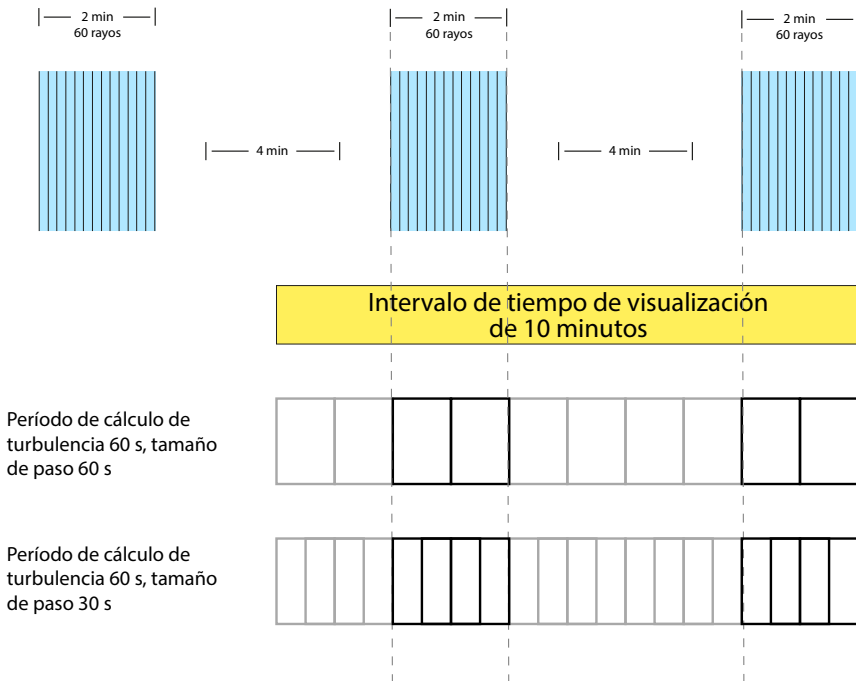 2 min
60 rayos
2 min
60 rayos
2 min
60 rayos
4 min
4 min
Intervalo de tiempo de visualización
de 10 minutos
Período de cálculo de
turbulencia 60 s, tamaño
de paso 60 s
Período de cálculo de
turbulencia 60 s, tamaño
de paso 30 s